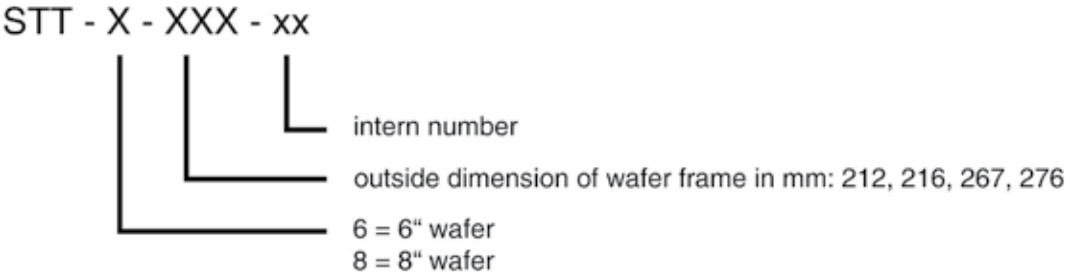 STT - X - XXX - xx
intern number
outside dimension of wafer frame in mm: 212, 216, 267, 276
6 = 6“ wafer
8 = 8“ wafer